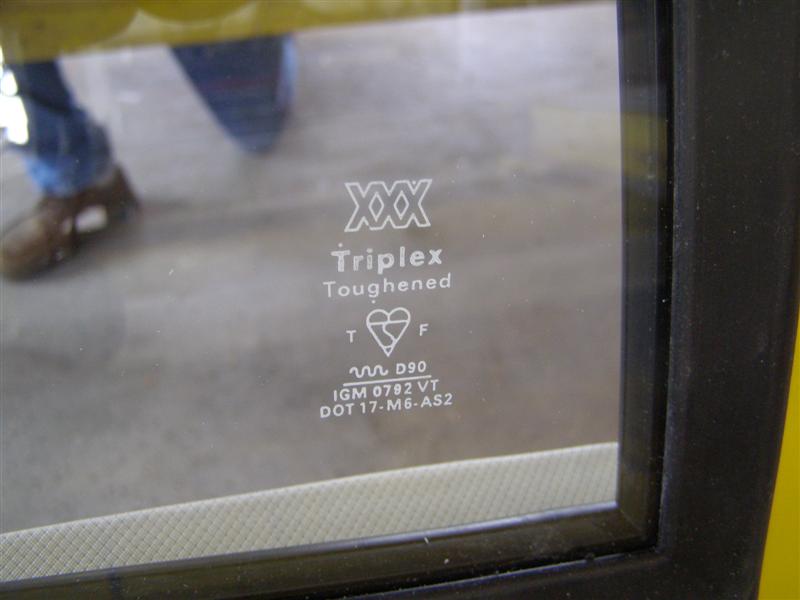 XXX
Triplex
Toughened
T F
D90
IGM 0792 VT
DOT 17-M6-AS2